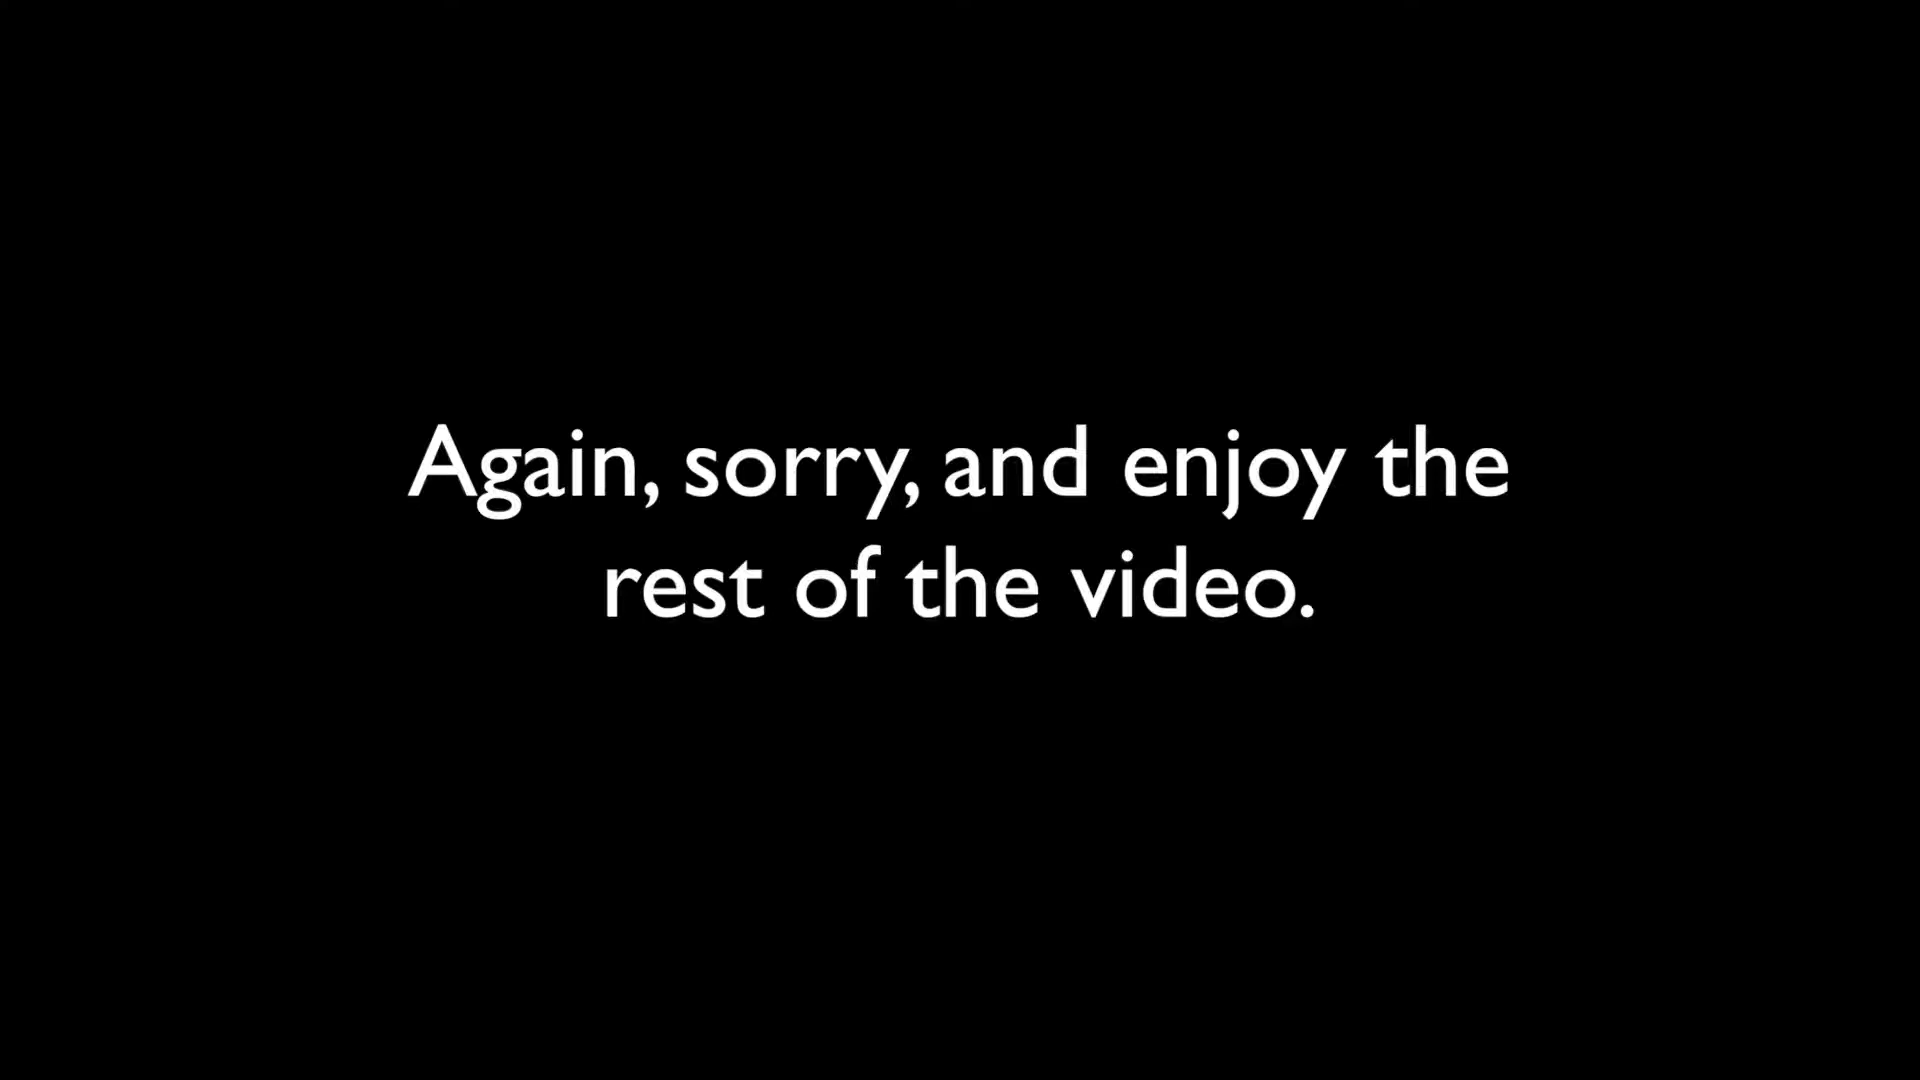 Again, sorry, and enjoy the
rest of the video.